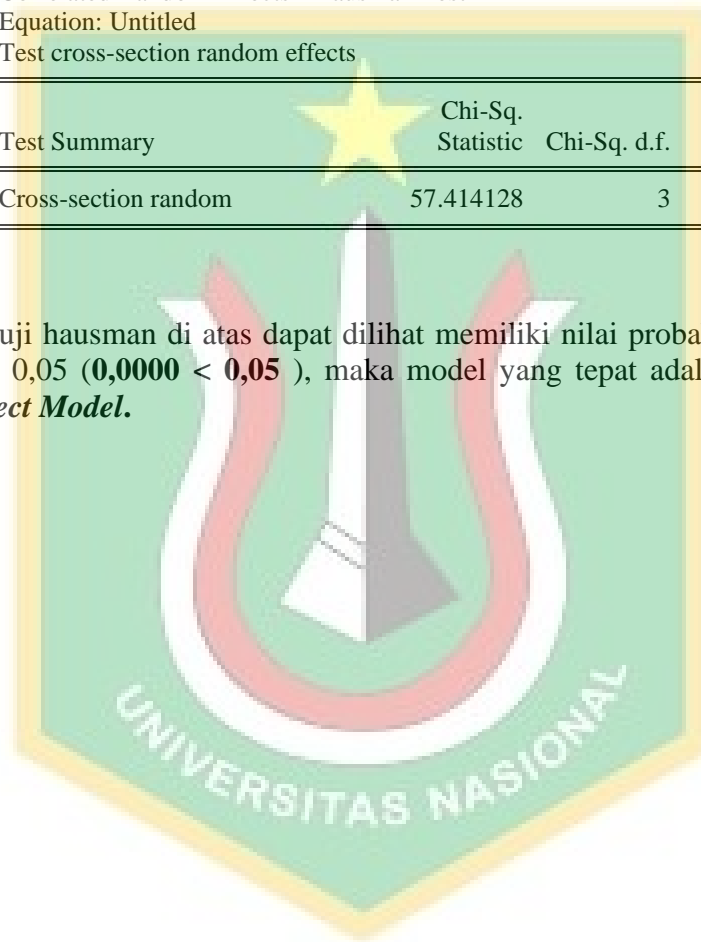 Equation: Untitled
Test cross-section random effects
Chi-Sq.
Test Summary Statistic Chi-Sq. d.f.
Cross-section random 57.414128 3
uji hausman di atas dapat dilihat memiliki nilai proba
0,05 (0,0000 < 0,05 ), maka model yang tepat adal
ect Model.
UNIVERSITAS NASIONAL